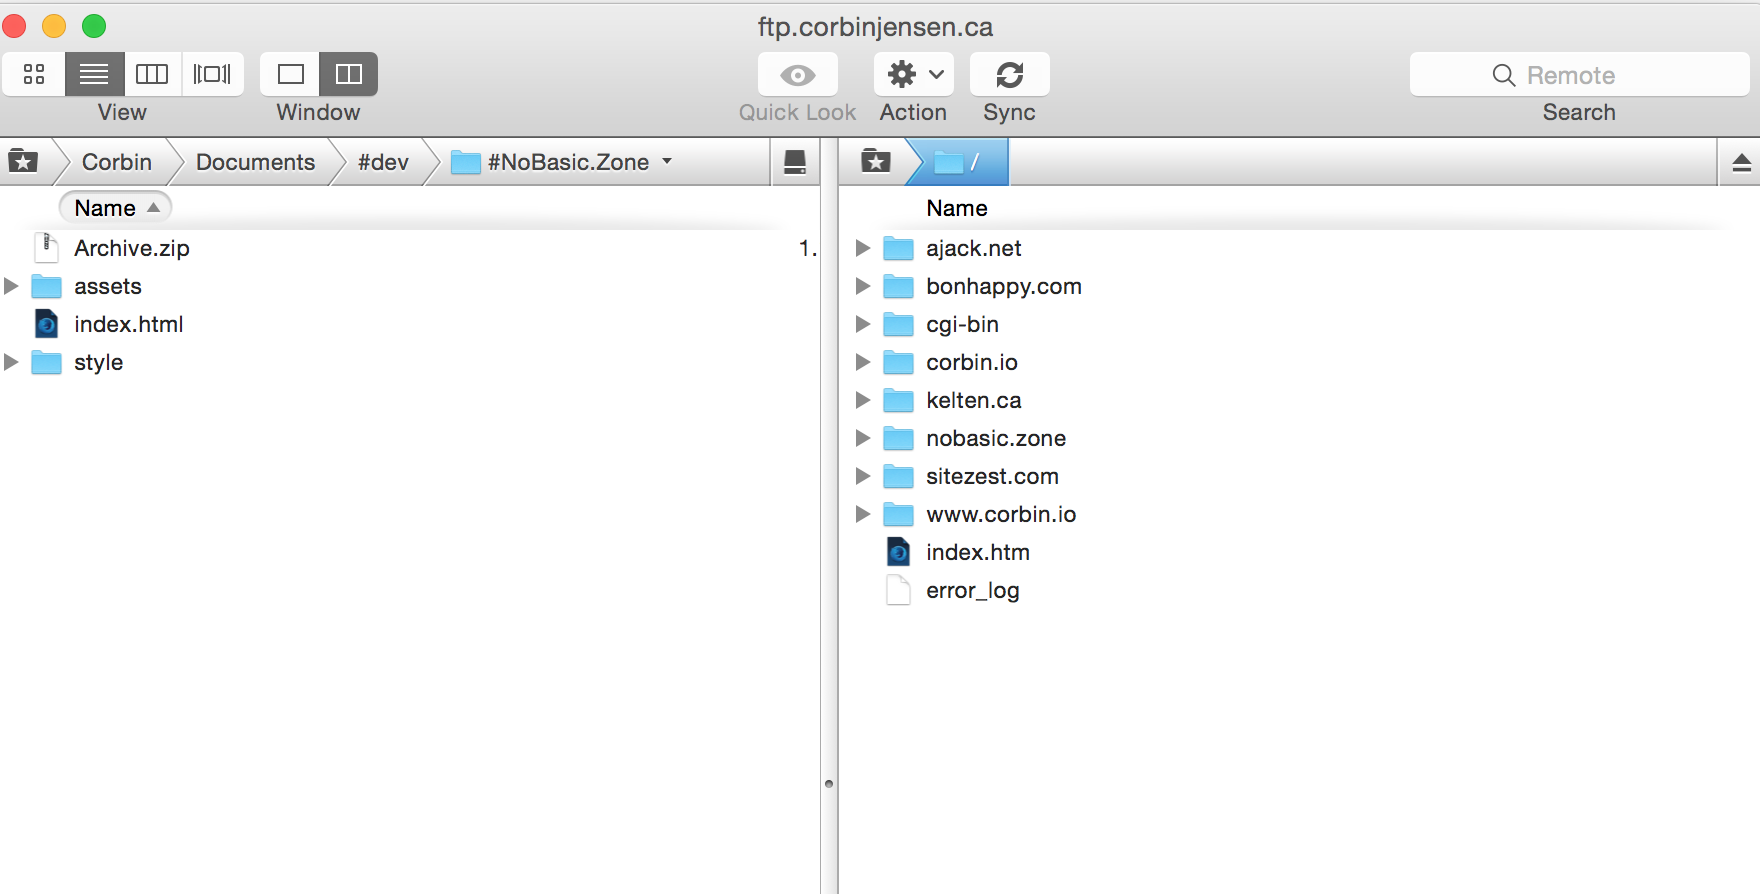 ftp.corbinjensen.ca
Remote
View Window Quick Look Action Sync Search
Corbin Documents #dev #NoBasic.Zone
/
Name
Archive.zip 1.
assets
index.html
style
Name
ajack.net
bonhappy.com
cgi-bin
corbin.io
kelten.ca
nobasic.zone
sitezest.com
www.corbin.io
index.htm
error_log